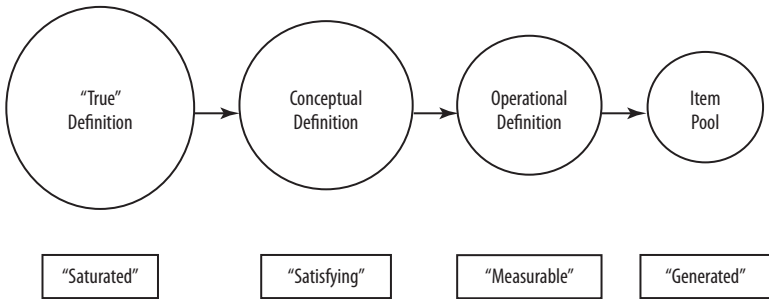 “True”
Definition
Conceptual
Definition
Operational
Definition
Item
Pool
“Saturated”
“Satisfying”
“Measurable”
“Generated”